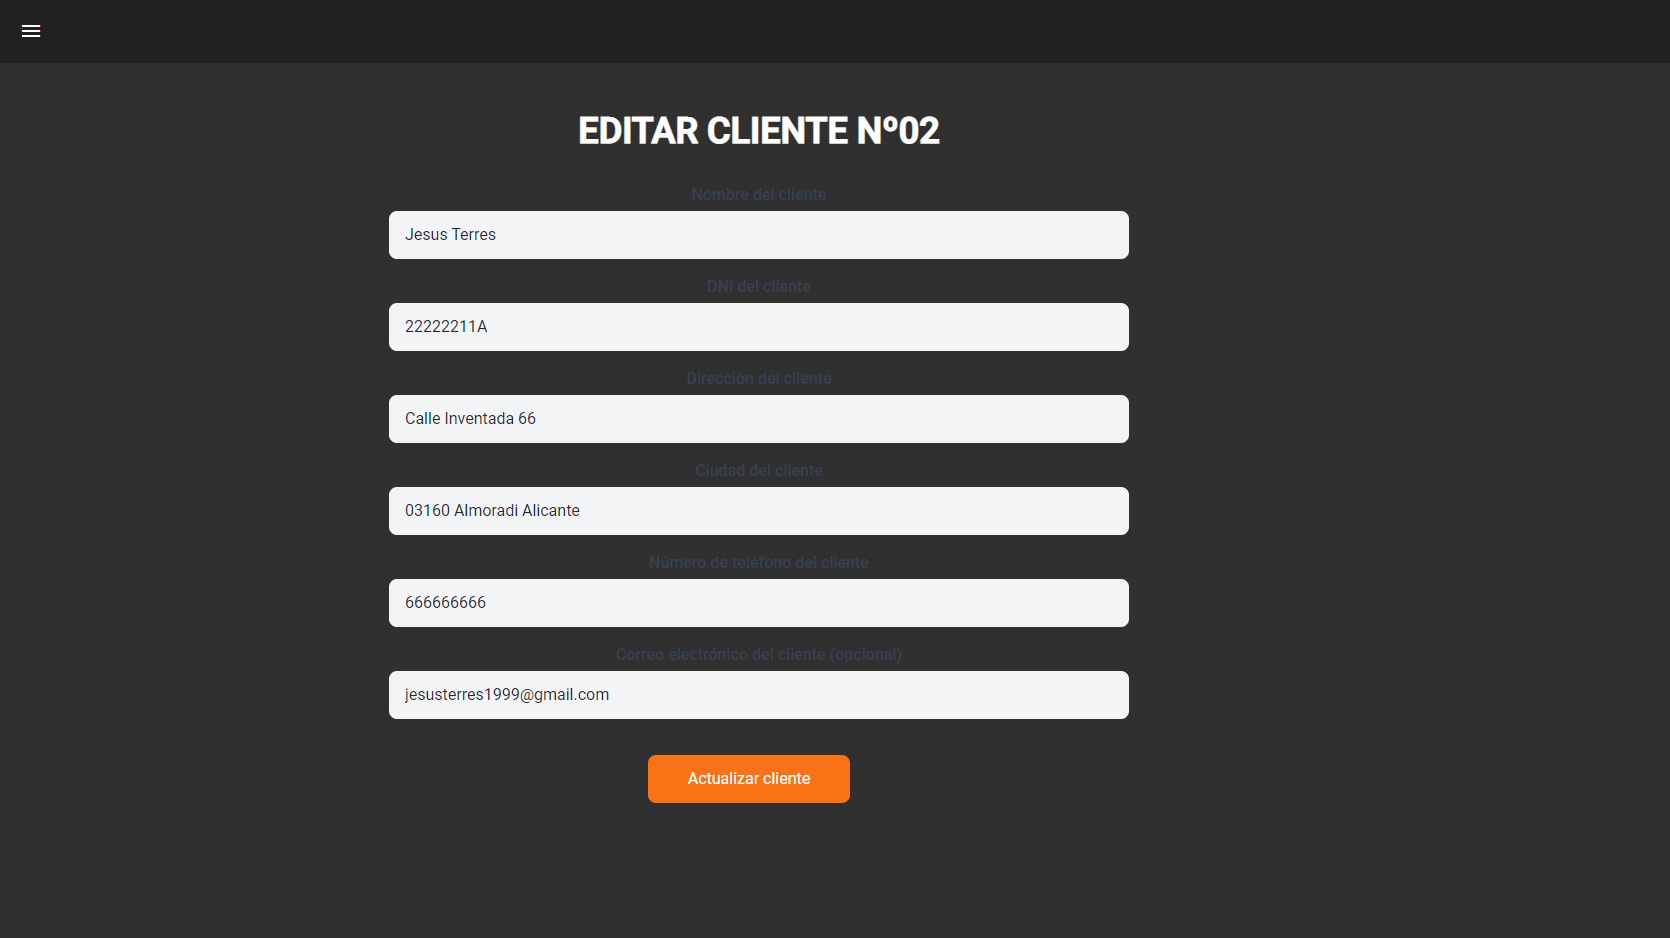 EDITAR CLIENTE Nº02
Nombre del cliente
Jesus Terres
DNI del cliente
22222211A
Dirección del cliente
Calle Inventada 66
Ciudad del cliente
03160 Almoradi Alicante
Número de teléfono del cliente
666666666
Correo electrónico del cliente (opcional)
jesusterres1999@gmail.com
Actualizar cliente